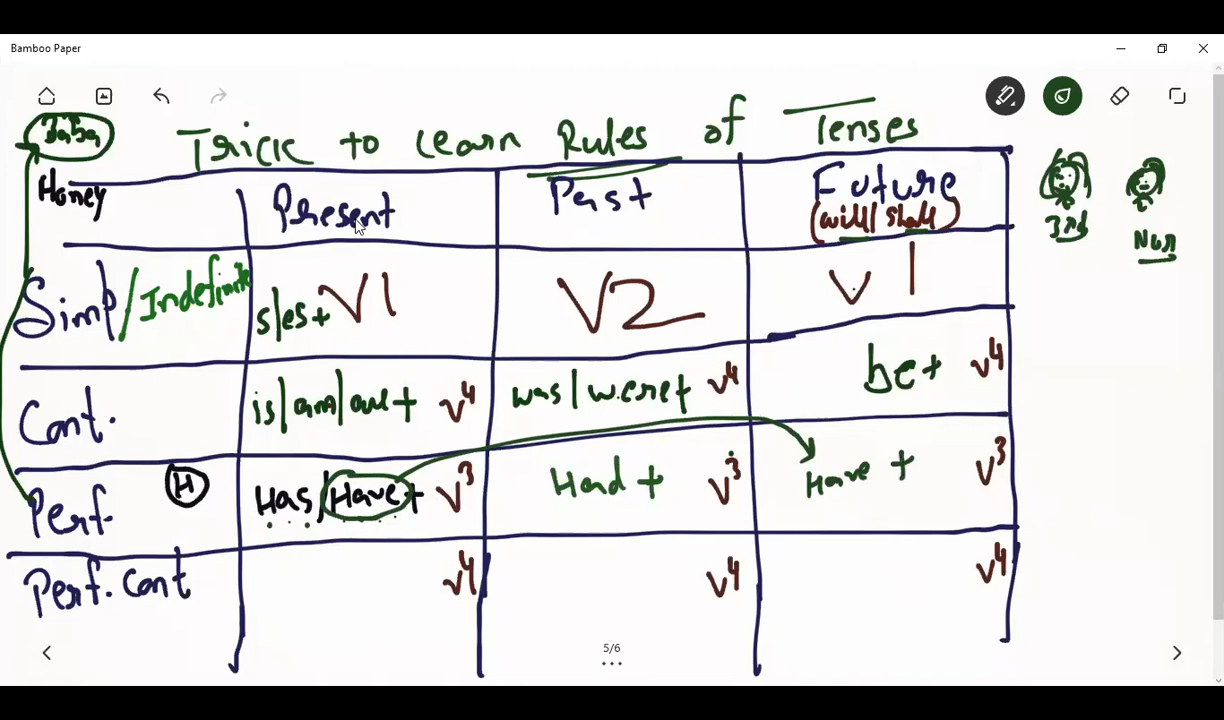 Bamboo Paper
Trick to Learn Rules of Tenses
Honey
Present
Past
Future
(will/shall)
3rd
Simp/Indefinite
s/es+V1
V2
V1
Cont.
is/am/are+ V4
was/were+ V4
be+ V4
Perf.
H
Has/Have+ V3
Had + V3
Have + V3
Perf. Cont
V4
V4
V4
5/6